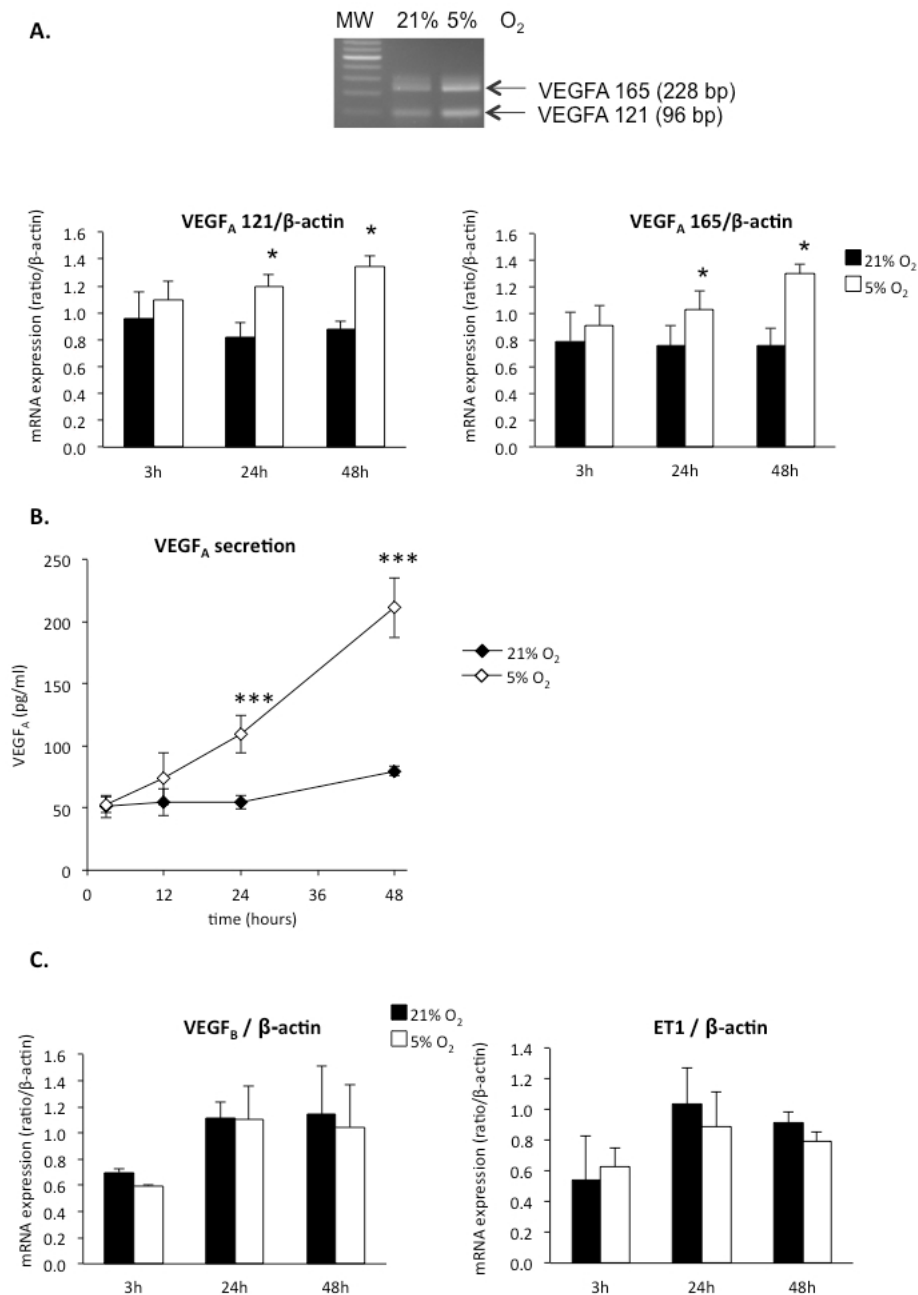 A.
MW 21% 5% O₂
VEGFA 165 (228 bp)
VEGFA 121 (96 bp)
VEGF_A 121/β-actin
mRNA expression (ratio/β-actin)
1.6
1.4
1.2
1.0
0.8
0.6
0.4
0.2
0.0
*
*
3h 24h 48h
VEGF_A 165/β-actin
mRNA expression (ratio/β-actin)
1.6
1.4
1.2
1.0
0.8
0.6
0.4
0.2
0.0
*
*
3h 24h 48h
21% O₂
5% O₂
B.
VEGF_A secretion
VEGF_A (pg/ml)
250
200
150
100
50
0
***
***
0 12 24 36 48
time (hours)
21% O₂
5% O₂
C.
VEGF_B / β-actin
21% O₂
5% O₂
mRNA expression (ratio/β-actin)
1.6
1.4
1.2
1.0
0.8
0.6
0.4
0.2
0.0
3h 24h 48h
ET1 / β-actin
mRNA expression (ratio/β-actin)
1.4
1.2
1.0
0.8
0.6
0.4
0.2
0.0
3h 24h 48h